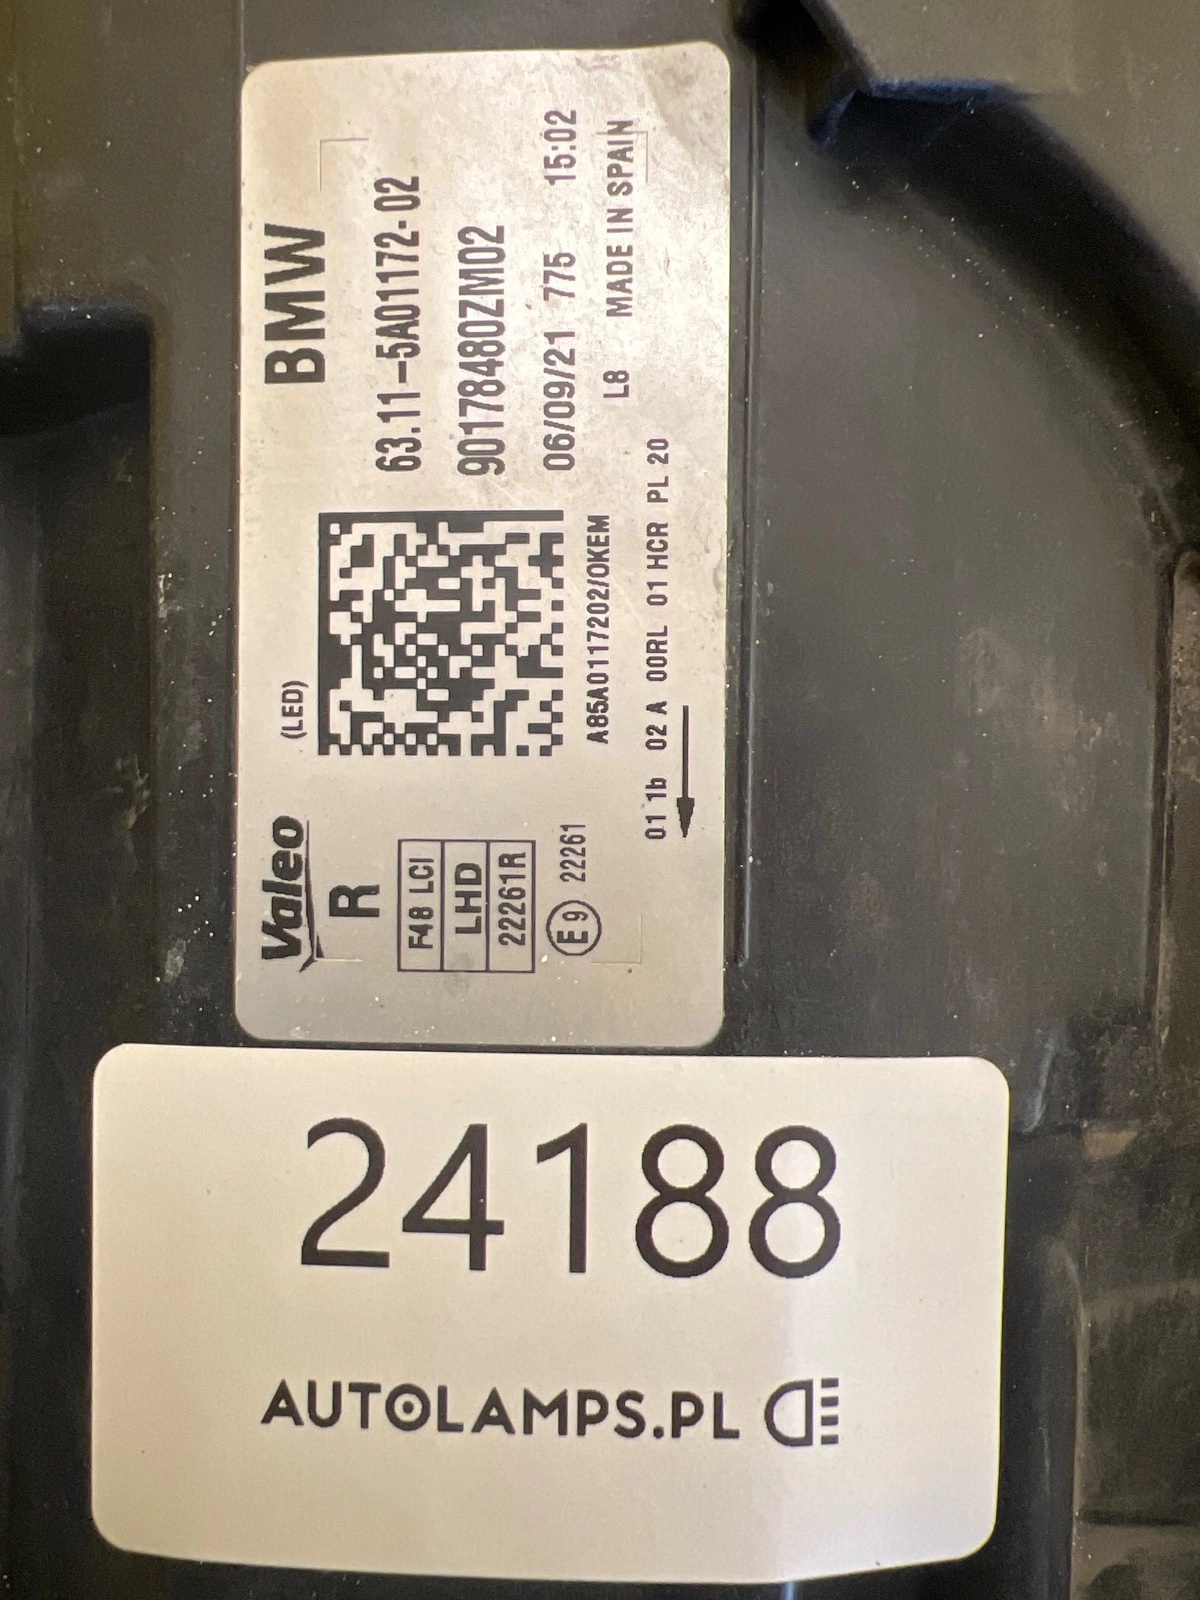 Valeo
(LED)
BMW
R
63.11-5A01172-02
90178480ZM02
06/09/21 775 15:02
F48 LCI
LHD
22261R
E9 22261
A85A0117202/OKEM
L8 MADE IN SPAIN
01 1b 02 A 00RL 01 HCR PL 20
24188
AUTOLAMPS.PL